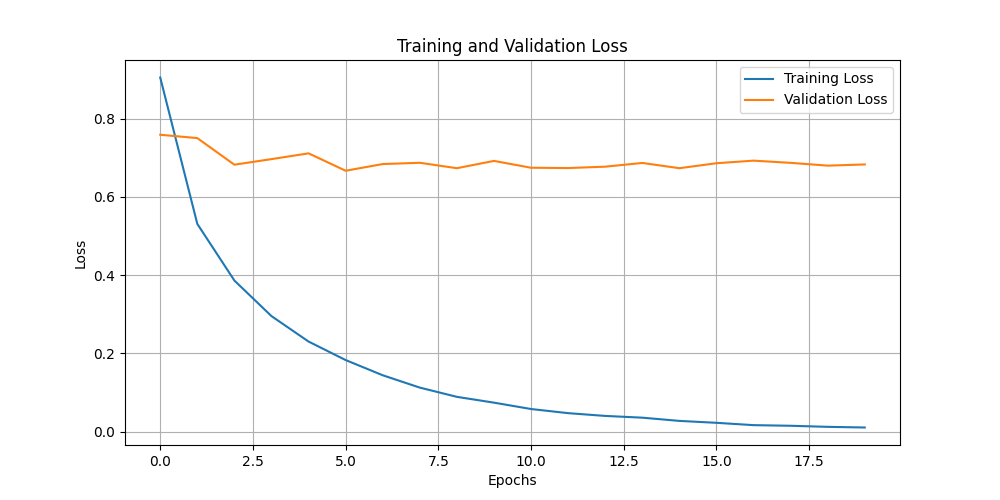 Training and Validation Loss
Training Loss
Validation Loss
0.8
0.6
0.4
0.2
0.0
Loss
0.0 2.5 5.0 7.5 10.0 12.5 15.0 17.5
Epochs